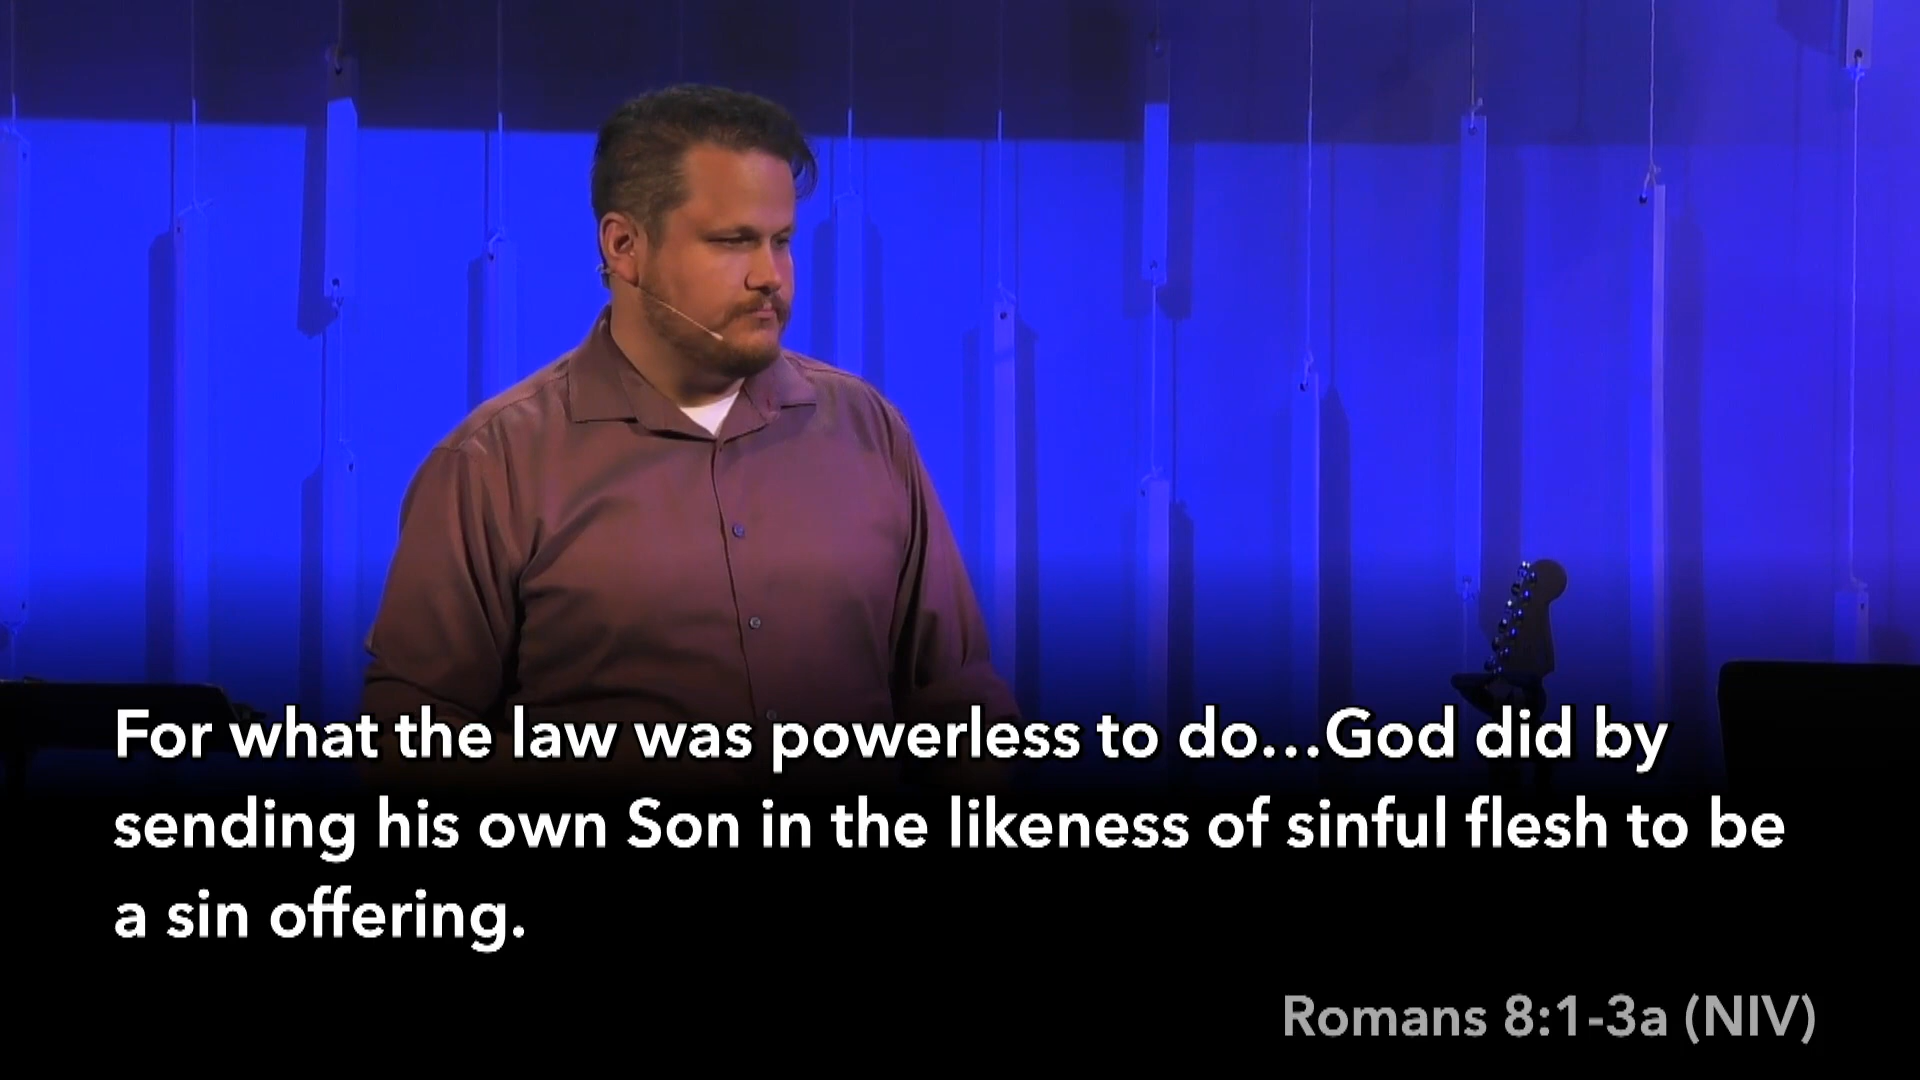 For what the law was powerless to do…God did by
sending his own Son in the likeness of sinful flesh to be
a sin offering.
Romans 8:1-3a (NIV)